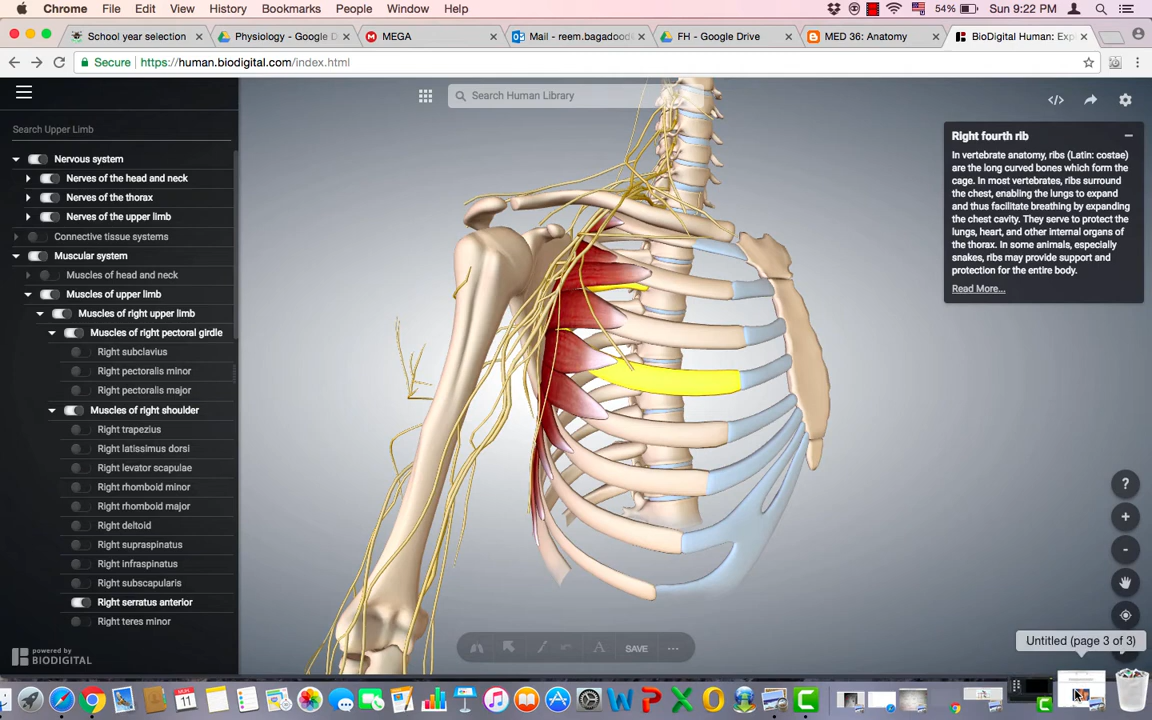 Chrome File Edit View History Bookmarks People Window Help 54% Sun 9:22 PM
School year selection Physiology - Google D MEGA Mail - reem.bagadood FH - Google Drive MED 36: Anatomy BioDigital Human: Exp
Secure https://human.biodigital.com/index.html
Search Human Library
Search Upper Limb
Nervous system
Nerves of the head and neck
Nerves of the thorax
Nerves of the upper limb
Connective tissue systems
Muscular system
Muscles of head and neck
Muscles of upper limb
Muscles of right upper limb
Muscles of right pectoral girdle
Right subclavius
Right pectoralis minor
Right pectoralis major
Muscles of right shoulder
Right trapezius
Right latissimus dorsi
Right levator scapulae
Right rhomboid minor
Right rhomboid major
Right deltoid
Right supraspinatus
Right infraspinatus
Right subscapularis
Right serratus anterior
Right teres minor
powered by
BIODIGITAL
Right fourth rib
In vertebrate anatomy, ribs (Latin: costae)
are the long curved bones which form the
cage. In most vertebrates, ribs surround
the chest, enabling the lungs to expand
and thus facilitate breathing by expanding
the chest cavity. They serve to protect the
lungs, heart, and other internal organs of
the thorax. In some animals, especially
snakes, ribs may provide support and
protection for the entire body.
Read More...
?
+
-
A SAVE ...
Untitled (page 3 of 3)